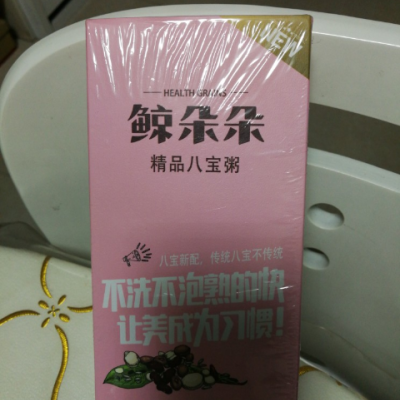 NEW
HEALTH GRAINS
鲸朵朵
精品八宝粥
八宝新配，传统八宝不传统
不洗不泡熟的快
让美成为习惯！